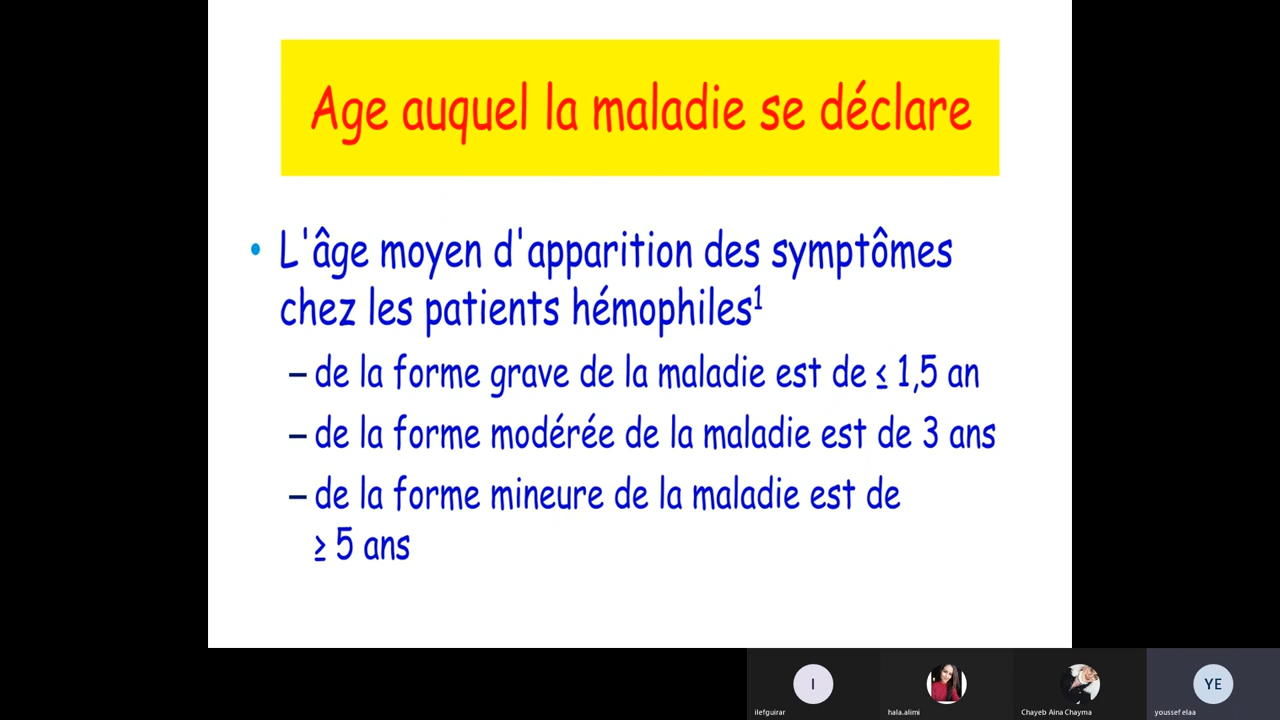 Age auquel la maladie se déclare
• L'âge moyen d'apparition des symptômes
chez les patients hémophiles¹
– de la forme grave de la maladie est de ≤ 1,5 an
– de la forme modérée de la maladie est de 3 ans
– de la forme mineure de la maladie est de
≥ 5 ans
I
YE
ilefguirar
hala.alimi
Chayeb Aina Chayma
youssef elaa